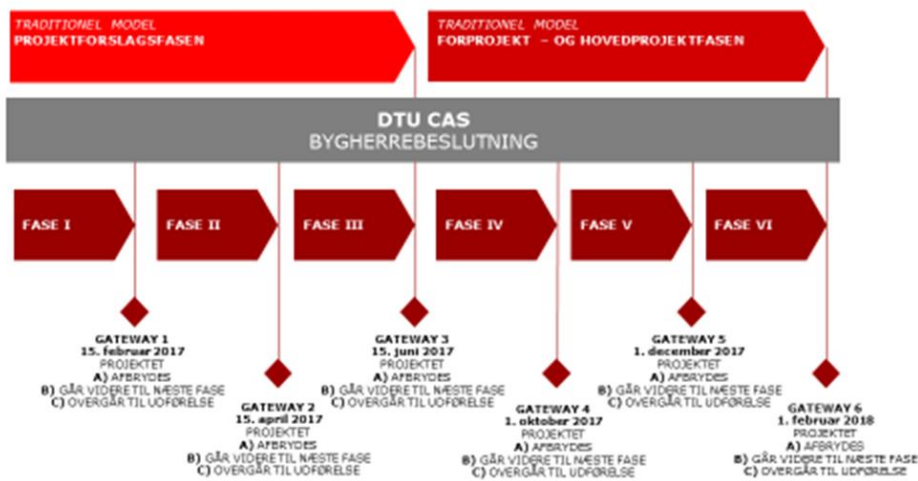 TRADITIONEL MODEL
PROJEKTFORSLAGSFASEN
TRADITIONEL MODEL
FORPROJEKT – OG HOVEDPROJEKTFASEN
DTU CAS
BYGHERREBESLUTNING
FASE I
FASE II
FASE III
FASE IV
FASE V
FASE VI
GATEWAY 1
15. februar 2017
PROJEKTET
A) AFBRYDES
B) GÅR VIDERE TIL NÆSTE FASE
C) OVERGÅR TIL UDFØRELSE
GATEWAY 2
15. april 2017
PROJEKTET
A) AFBRYDES
B) GÅR VIDERE TIL NÆSTE FASE
C) OVERGÅR TIL UDFØRELSE
GATEWAY 3
15. juni 2017
PROJEKTET
A) AFBRYDES
B) GÅR VIDERE TIL NÆSTE FASE
C) OVERGÅR TIL UDFØRELSE
GATEWAY 4
1. oktober 2017
PROJEKTET
A) AFBRYDES
B) GÅR VIDERE TIL NÆSTE FASE
C) OVERGÅR TIL UDFØRELSE
GATEWAY 5
1. december 2017
PROJEKTET
A) AFBRYDES
B) GÅR VIDERE TIL NÆSTE FASE
C) OVERGÅR TIL UDFØRELSE
GATEWAY 6
1. februar 2018
PROJEKTET
A) AFBRYDES
B) GÅR VIDERE TIL NÆSTE FASE
C) OVERGÅR TIL UDFØRELSE